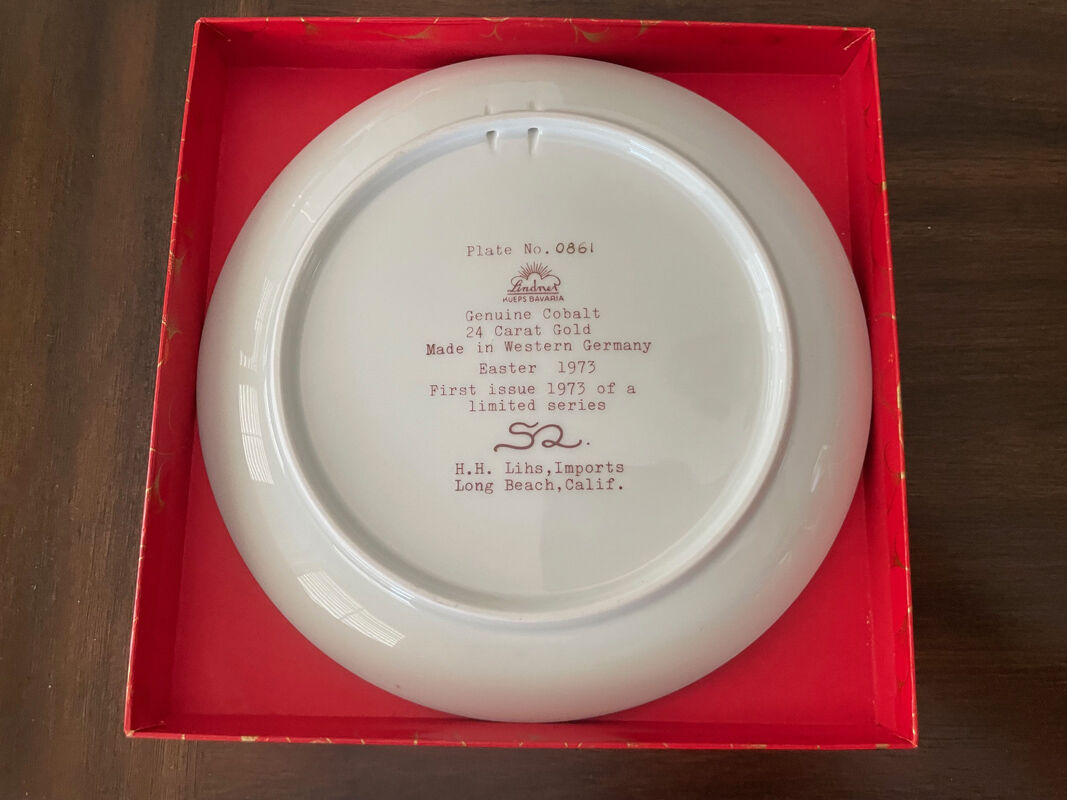 Plate No. 0861
Lindner
KUEPS BAVARIA
Genuine Cobalt
24 Carat Gold
Made in Western Germany
Easter 1973
First issue 1973 of a
limited series
H.H. Lihs,Imports
Long Beach,Calif.